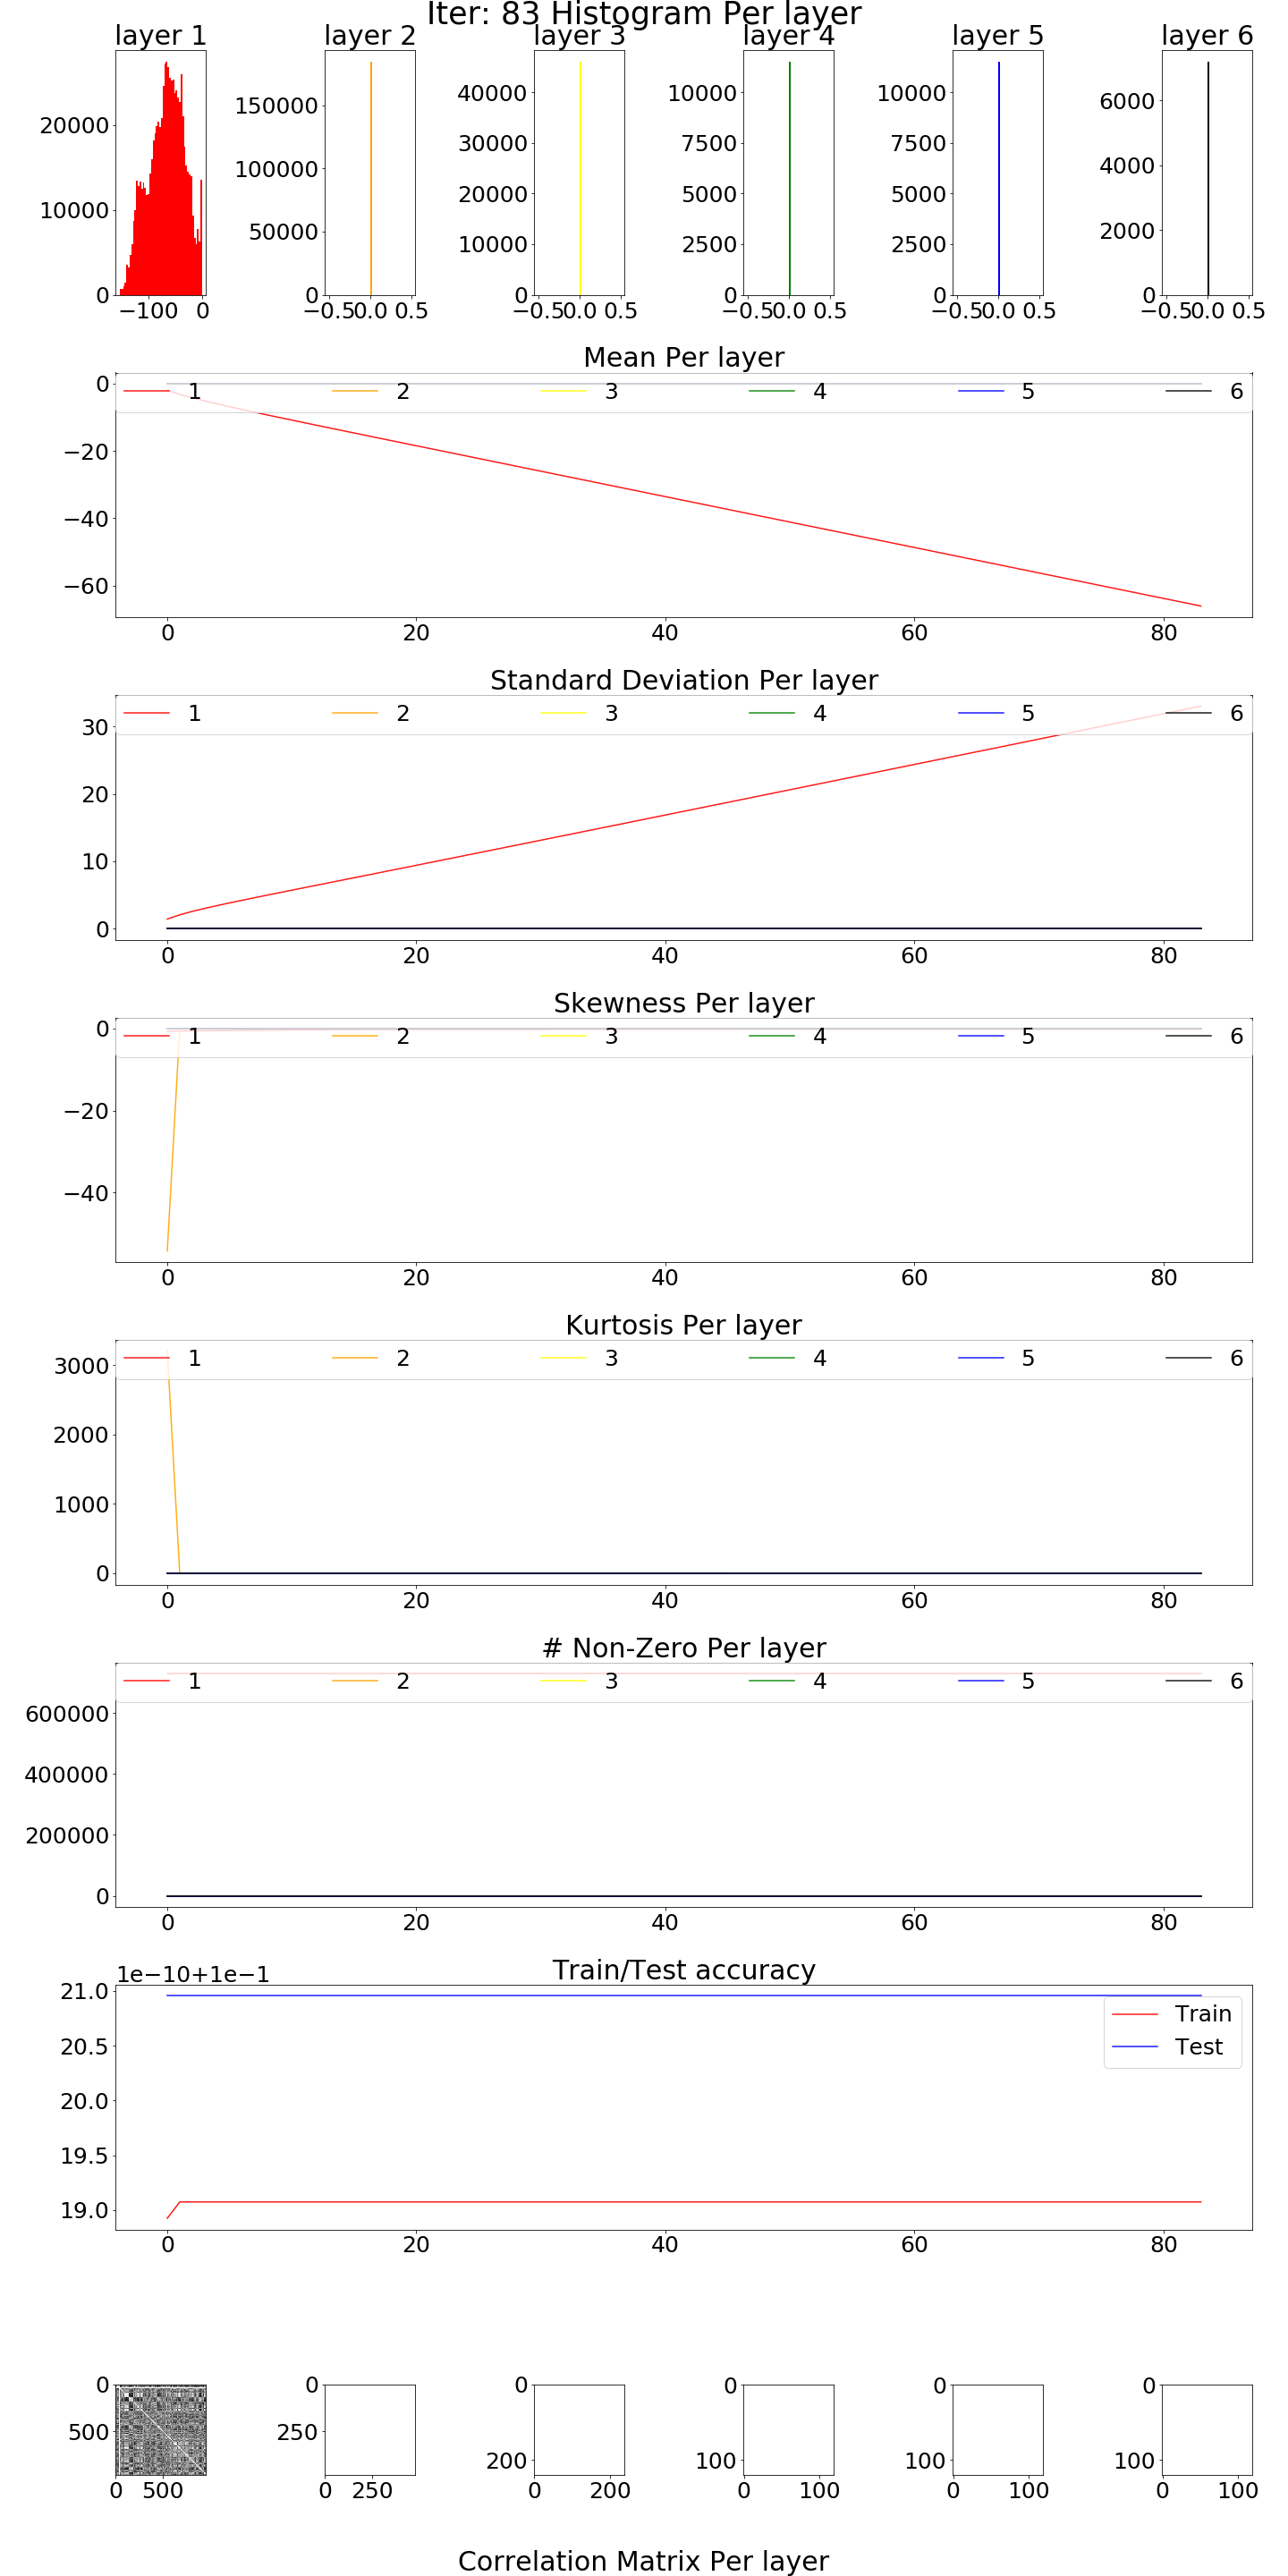 Iter: 83 Histogram Per layer
layer 1 layer 2 layer 3 layer 4 layer 5 layer 6
20000
10000
0
−100 0
150000
100000
50000
0
−0.5 0.0 0.5
40000
30000
20000
10000
0
−0.5 0.0 0.5
10000
7500
5000
2500
0
−0.5 0.0 0.5
10000
7500
5000
2500
0
−0.5 0.0 0.5
6000
4000
2000
0
−0.5 0.0 0.5
Mean Per layer
1 2 3 4 5 6
0
−20
−40
−60
0 20 40 60 80
Standard Deviation Per layer
1 2 3 4 5 6
30
20
10
0
0 20 40 60 80
Skewness Per layer
1 2 3 4 5 6
0
−20
−40
0 20 40 60 80
Kurtosis Per layer
1 2 3 4 5 6
3000
2000
1000
0
0 20 40 60 80
# Non-Zero Per layer
1 2 3 4 5 6
600000
400000
200000
0
0 20 40 60 80
Train/Test accuracy
1e−10+1e−1
21.0
20.5
20.0
19.5
19.0
Train
Test
0 20 40 60 80
0
500
0 500
0
250
0 250
0
200
0 200
0
100
0 100
0
100
0 100
0
100
0 100
Correlation Matrix Per layer